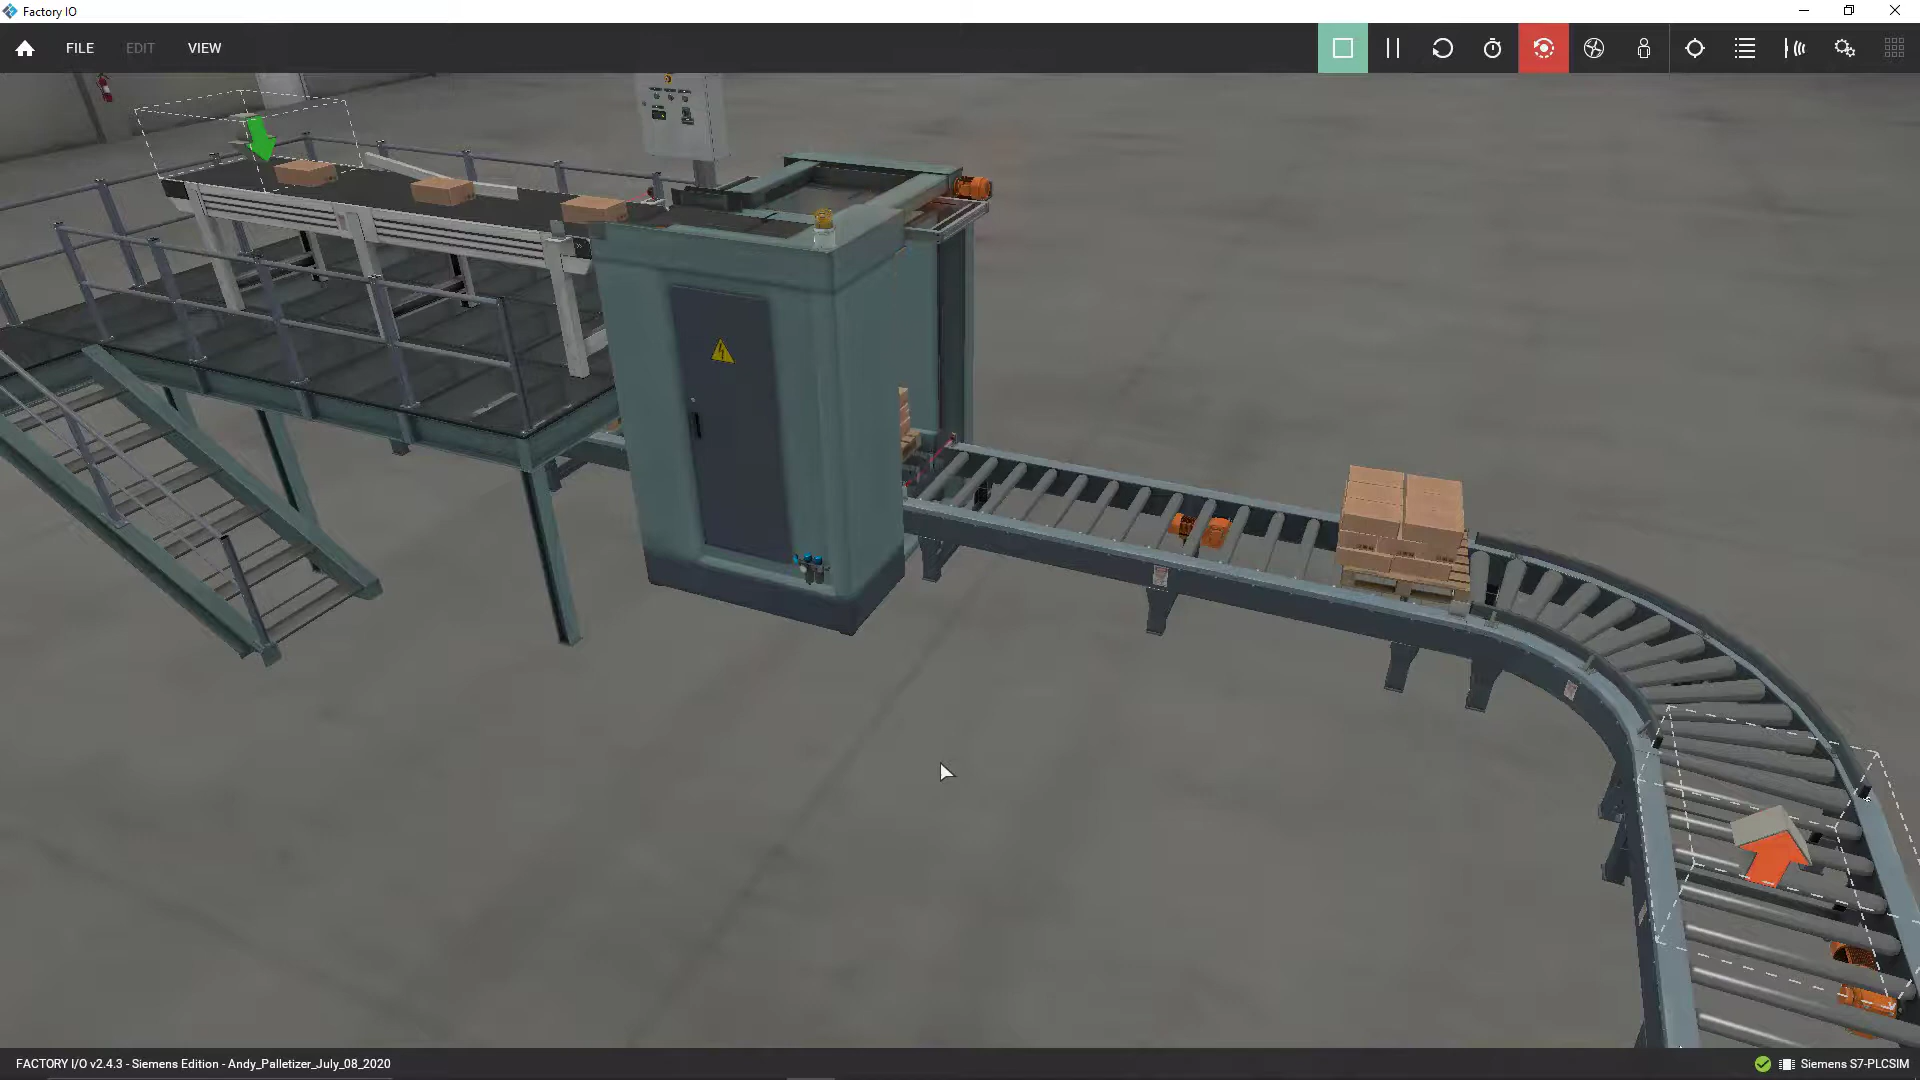 Factory IO
FILE EDIT VIEW
FACTORY I/O v2.4.3 - Siemens Edition - Andy_Palletizer_July_08_2020
Siemens S7-PLCSIM